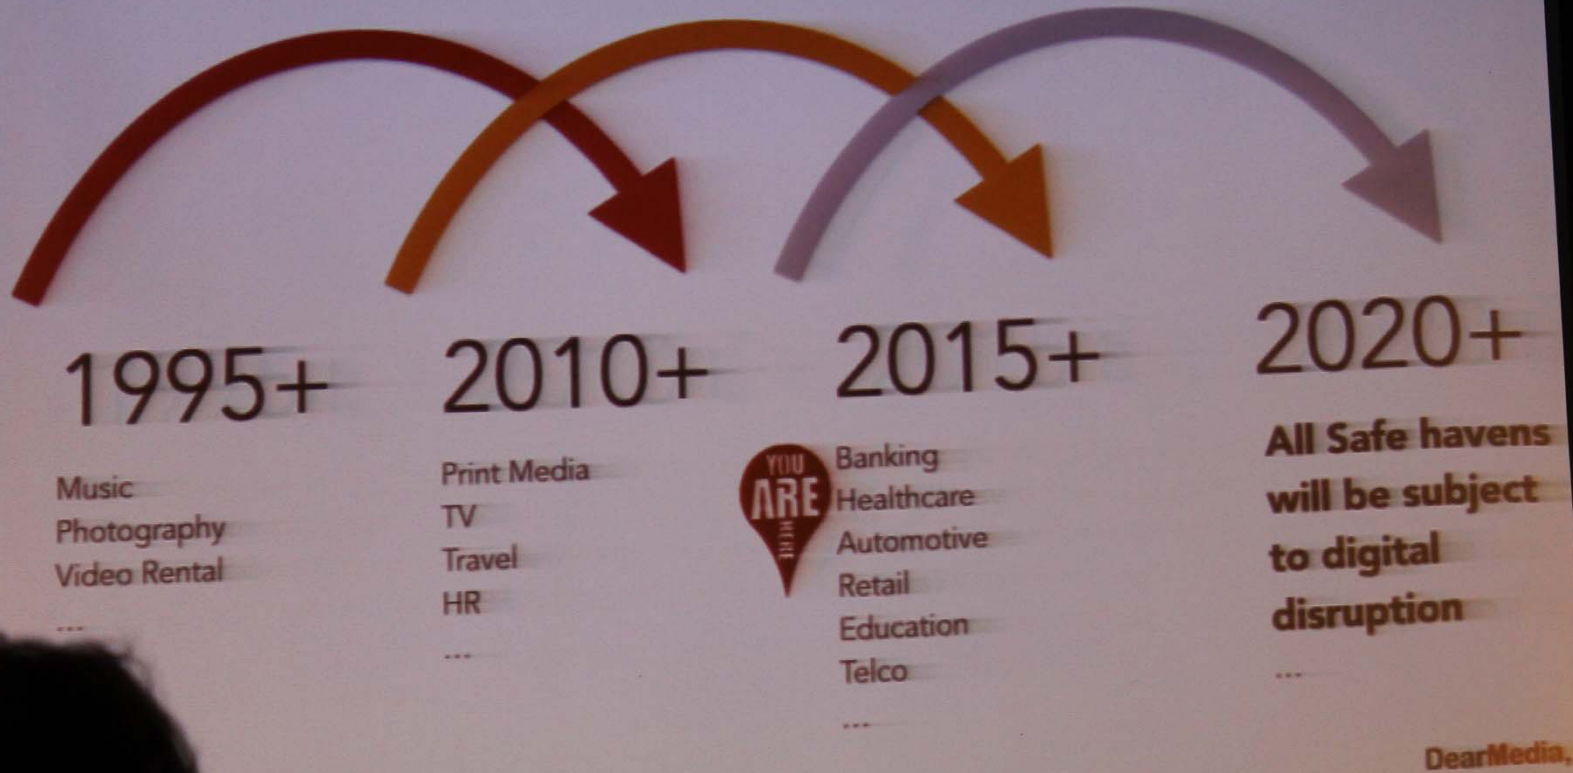 1995+
Music
Photography
Video Rental
...
2010+
Print Media
TV
Travel
HR
...
2015+
YOU
ARE
HERE
Banking
Healthcare
Automotive
Retail
Education
Telco
...
2020+
All Safe havens
will be subject
to digital
disruption
...
DearMedia,